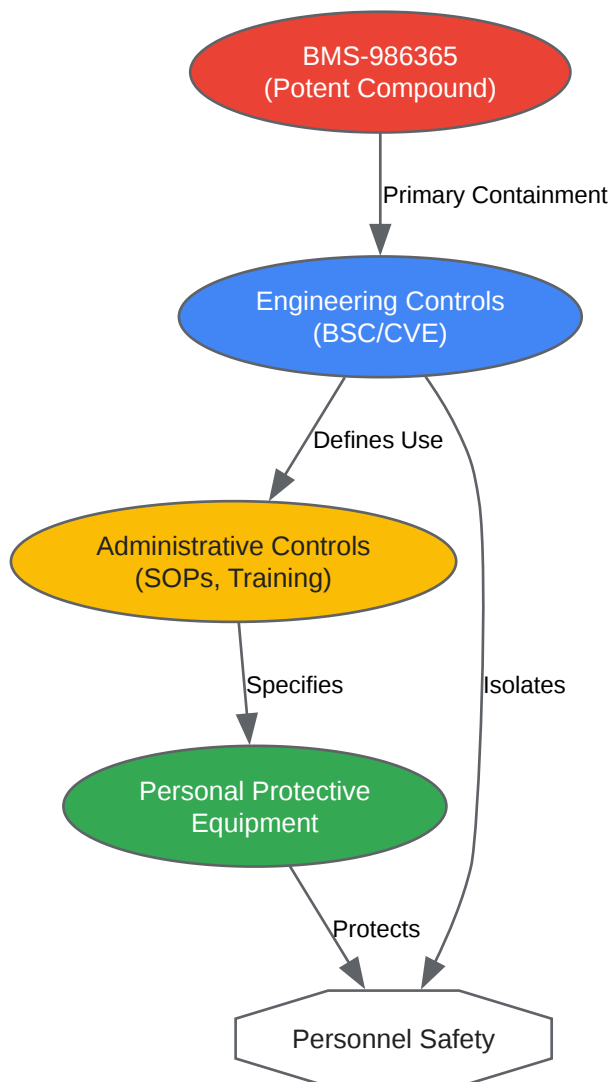 BMS-986365
(Potent Compound)
Primary Containment
Engineering Controls
(BSC/CVE)
Defines Use
Administrative Controls
(SOPs, Training)
Specifies
Isolates
Personal Protective
Equipment
Protects
Personnel Safety